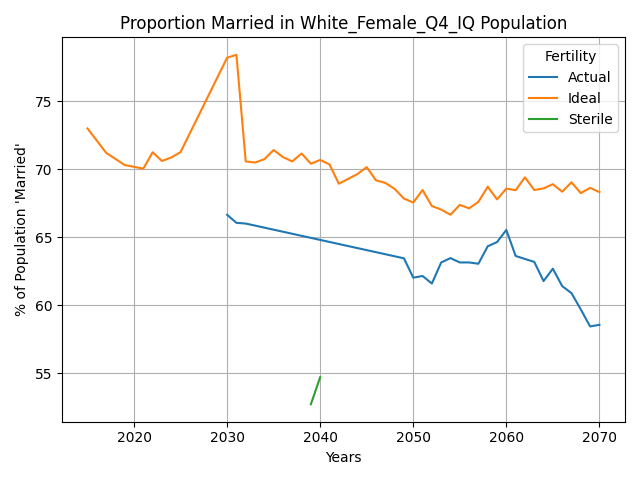 Proportion Married in White_Female_Q4_IQ Population
% of Population 'Married'
75
70
65
60
55
2020
2030
2040
2050
2060
2070
Years
Fertility
Actual
Ideal
Sterile